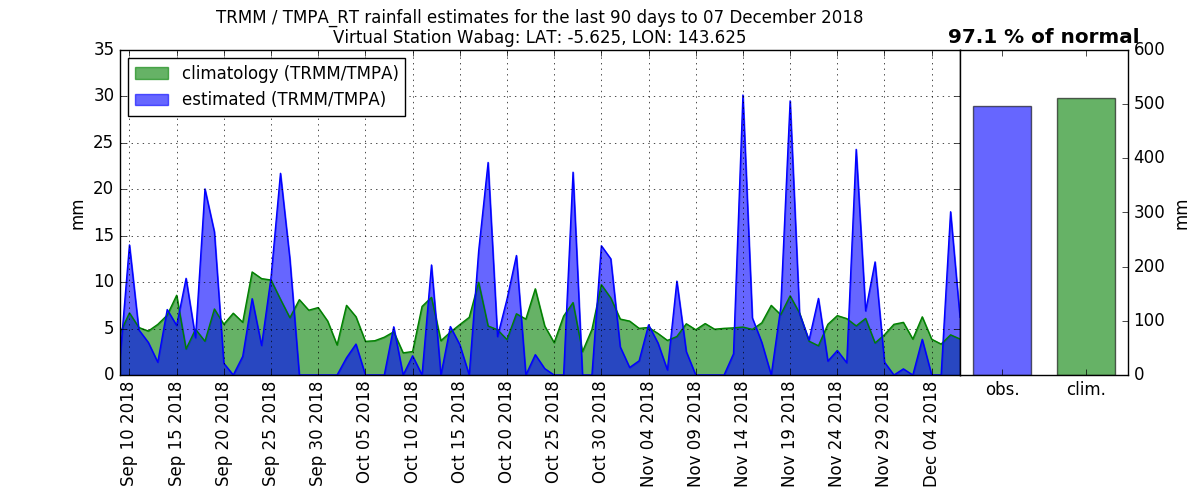 TRMM / TMPA_RT rainfall estimates for the last 90 days to 07 December 2018
Virtual Station Wabag: LAT: -5.625, LON: 143.625
97.1 % of normal
climatology (TRMM/TMPA)
estimated (TRMM/TMPA)
mm
35
30
25
20
15
10
5
0
Sep 10 2018
Sep 15 2018
Sep 20 2018
Sep 25 2018
Sep 30 2018
Oct 05 2018
Oct 10 2018
Oct 15 2018
Oct 20 2018
Oct 25 2018
Oct 30 2018
Nov 04 2018
Nov 09 2018
Nov 14 2018
Nov 19 2018
Nov 24 2018
Nov 29 2018
Dec 04 2018
obs.
clim.
600
500
400
300
200
100
0
mm